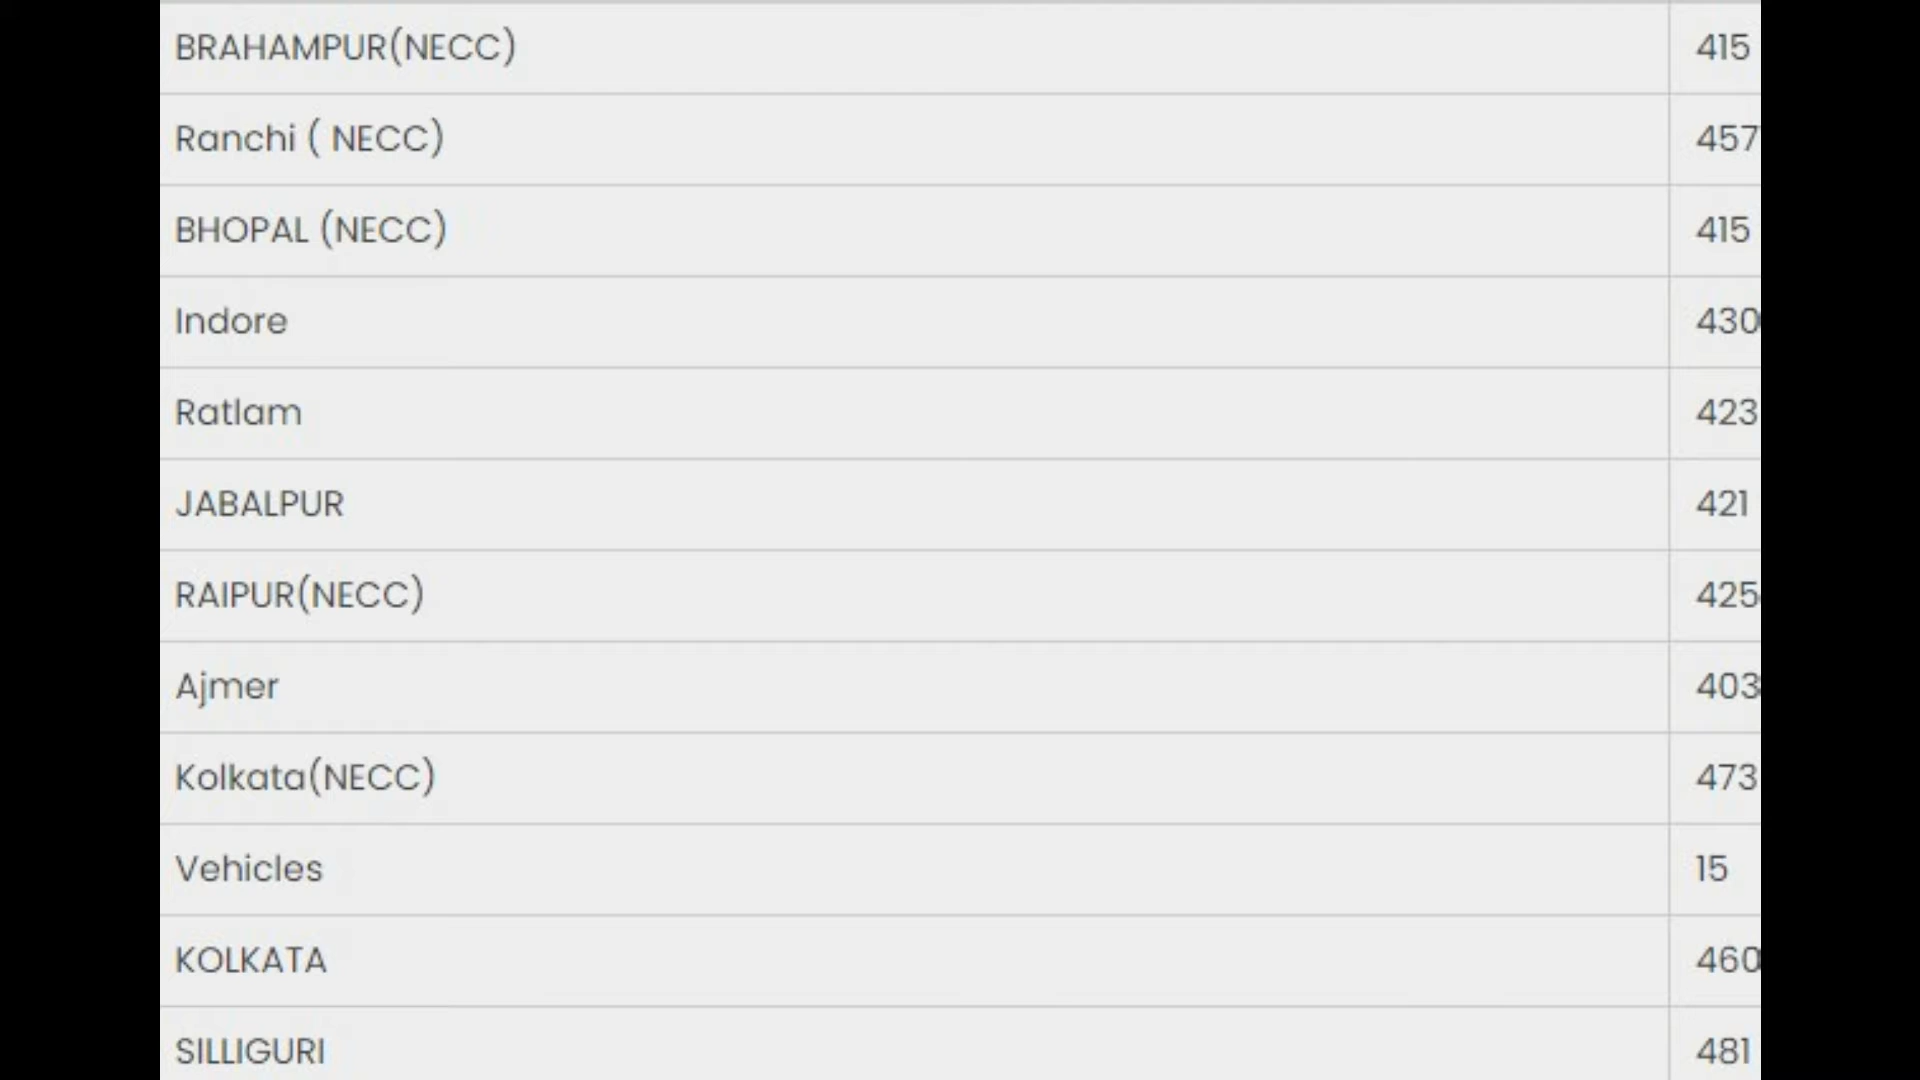 BRAHAMPUR(NECC) 415
Ranchi ( NECC) 457
BHOPAL (NECC) 415
Indore 430
Ratlam 423
JABALPUR 421
RAIPUR(NECC) 425
Ajmer 403
Kolkata(NECC) 473
Vehicles 15
KOLKATA 460
SILLIGURI 481